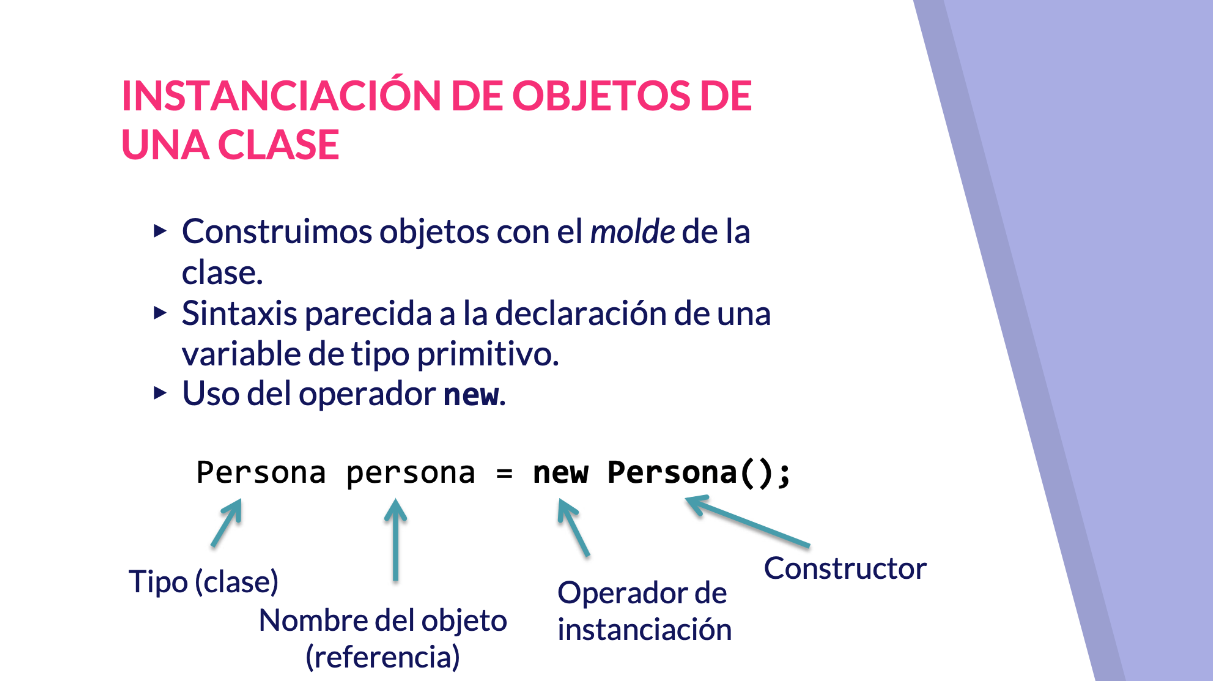 INSTANCIACIÓN DE OBJETOS DE
UNA CLASE
▸ Construimos objetos con el molde de la
clase.
▸ Sintaxis parecida a la declaración de una
variable de tipo primitivo.
▸ Uso del operador new.
Persona persona = new Persona();
Tipo (clase)
Nombre del objeto
(referencia)
Operador de
instanciación
Constructor